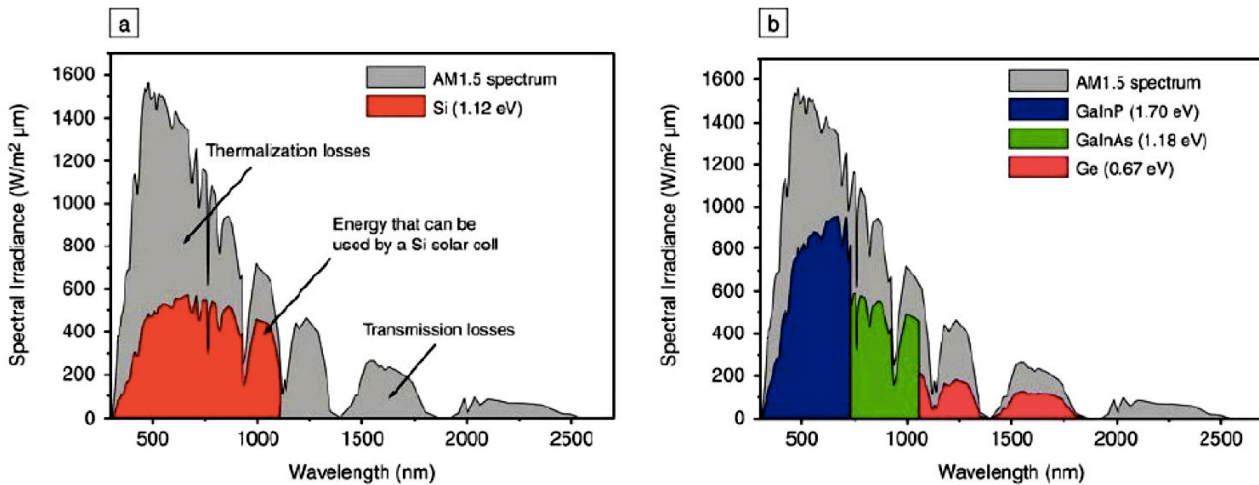 a
AM1.5 spectrum
Si (1.12 eV)
Thermalization losses
Energy that can be
used by a Si solar cell
Transmission losses
1600
1400
1200
1000
800
600
400
200
0
Spectral Irradiance (W/m² μm)
500 1000 1500 2000 2500
Wavelength (nm)
b
AM1.5 spectrum
GaInP (1.70 eV)
GaInAs (1.18 eV)
Ge (0.67 eV)
1600
1400
1200
1000
800
600
400
200
0
Spectral Irradiance (W/m² μm)
500 1000 1500 2000 2500
Wavelength (nm)